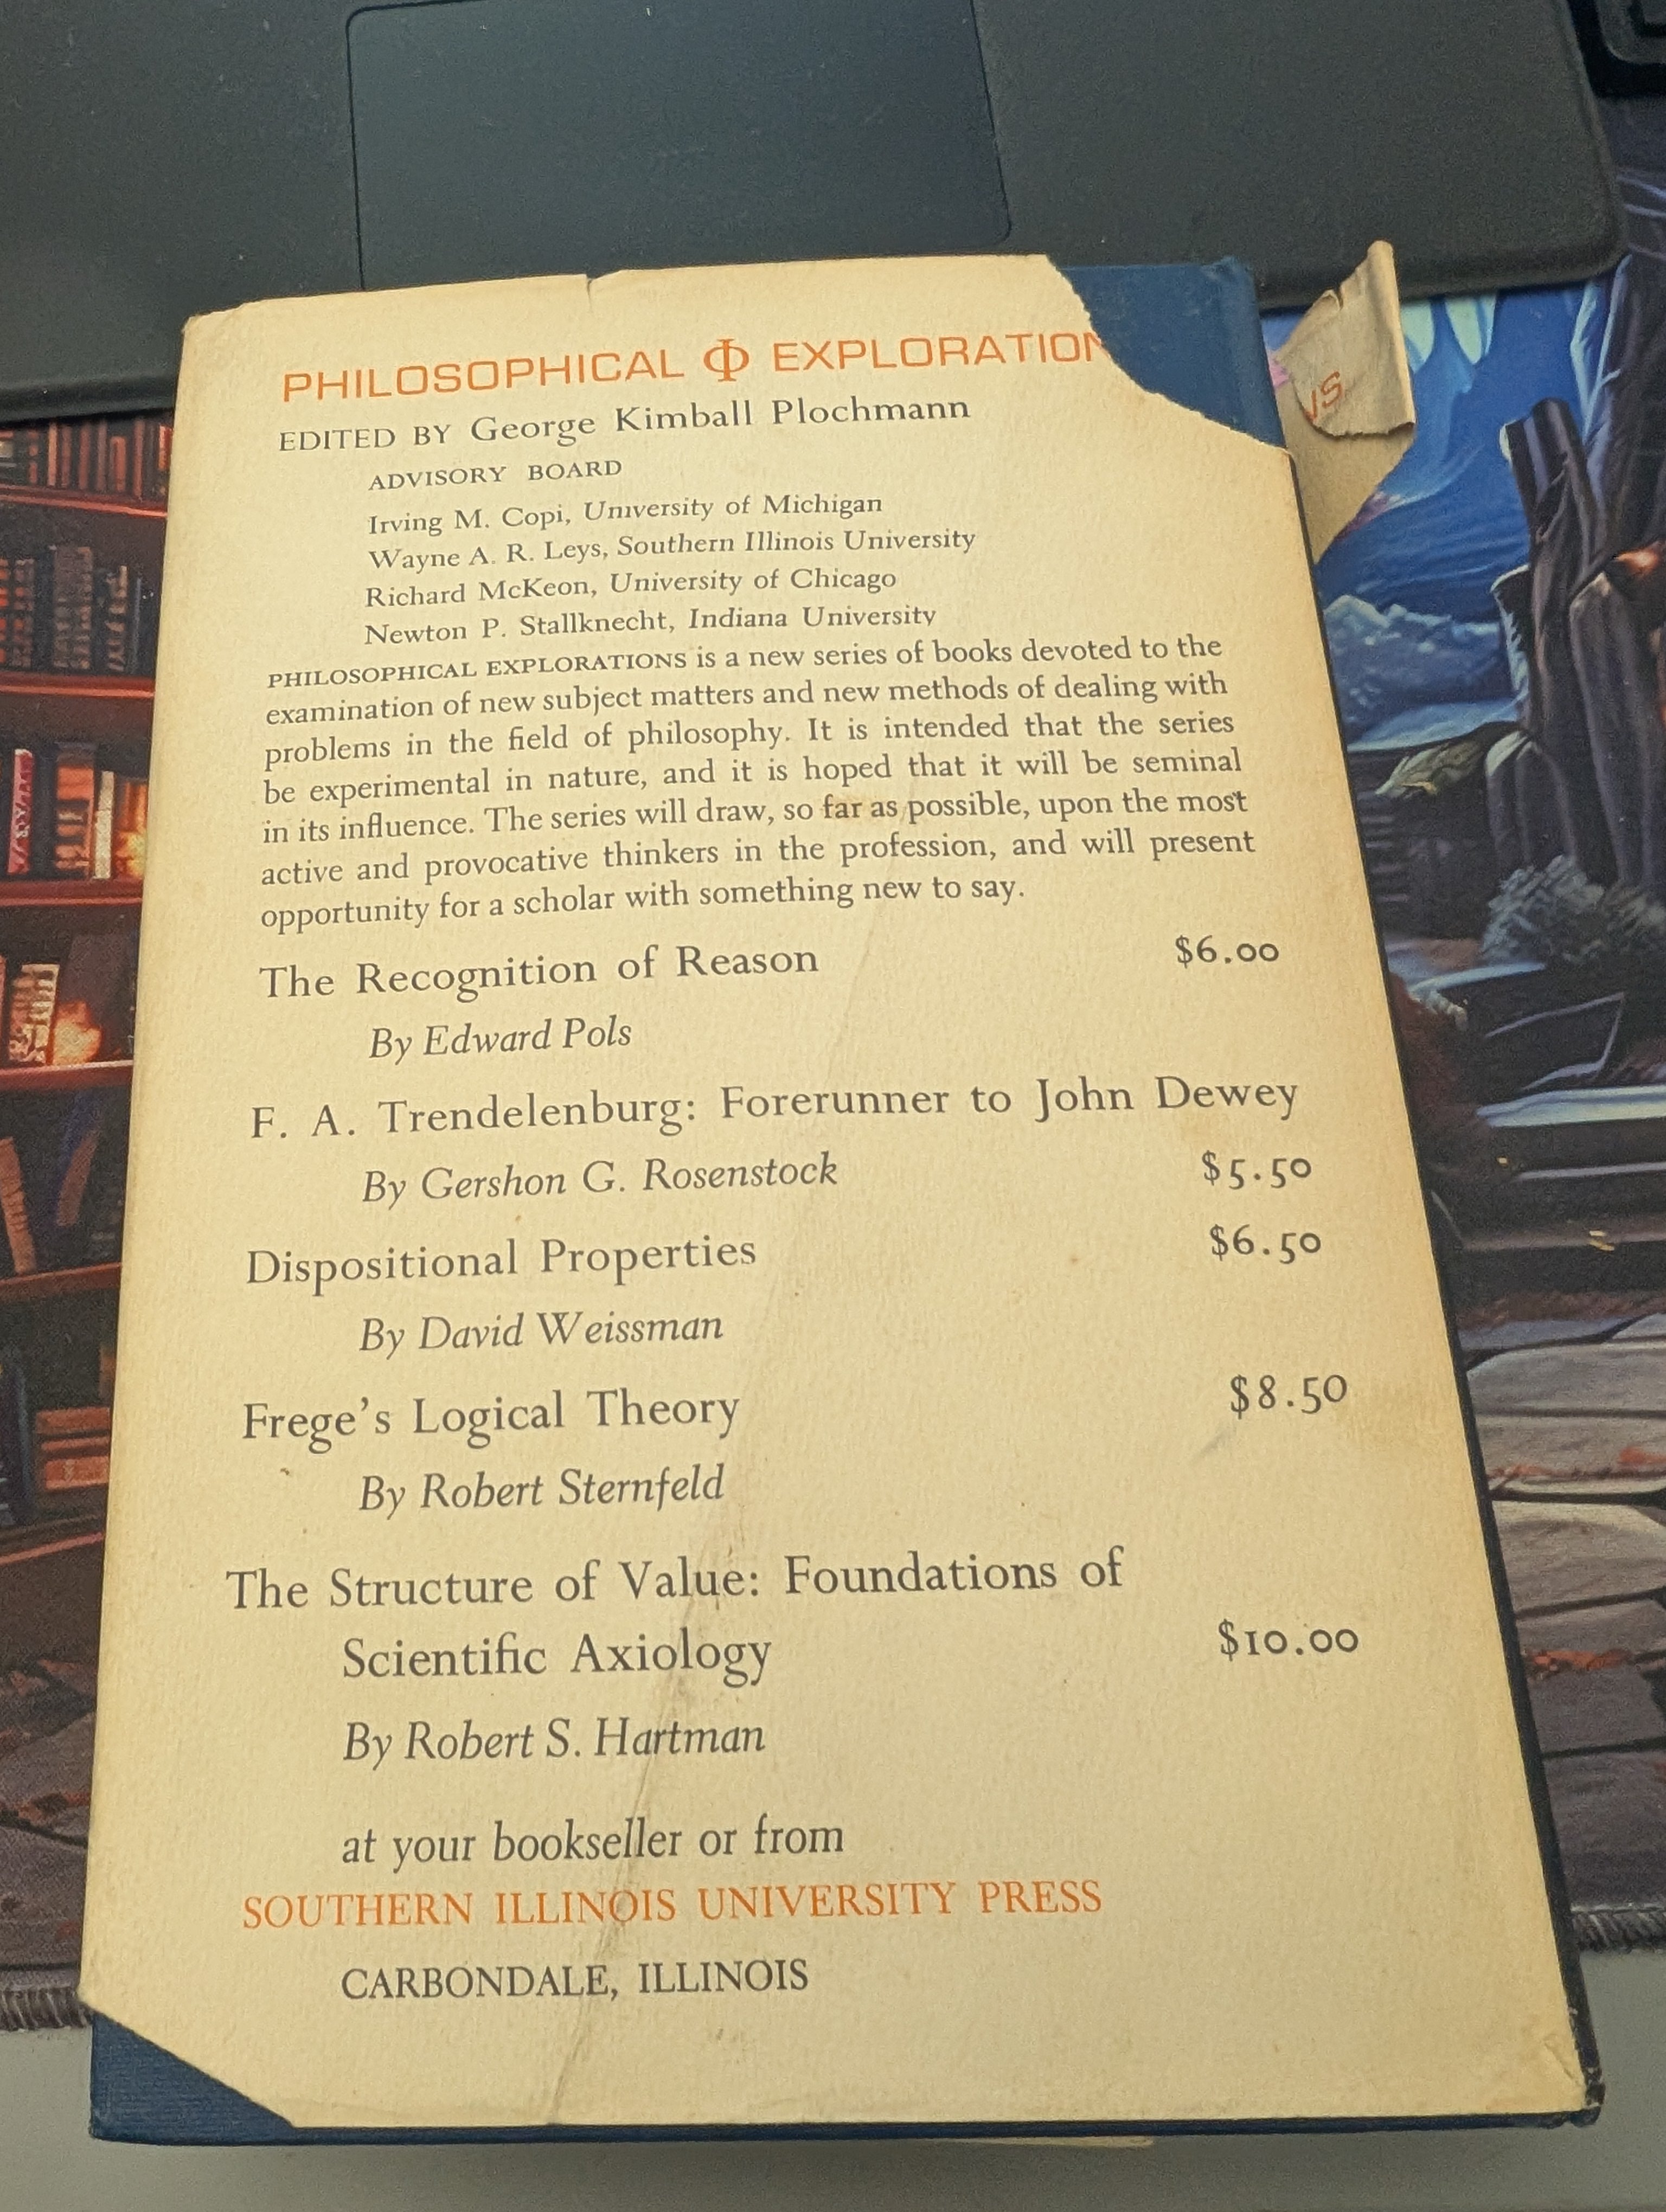 PHILOSOPHICAL Φ EXPLORATION
NS
EDITED BY George Kimball Plochmann
ADVISORY BOARD
Irving M. Copi, University of Michigan
Wayne A. R. Leys, Southern Illinois University
Richard McKeon, University of Chicago
Newton P. Stallknecht, Indiana University
PHILOSOPHICAL EXPLORATIONS is a new series of books devoted to the
examination of new subject matters and new methods of dealing with
problems in the field of philosophy. It is intended that the series
be experimental in nature, and it is hoped that it will be seminal
in its influence. The series will draw, so far as possible, upon the most
active and provocative thinkers in the profession, and will present
opportunity for a scholar with something new to say.
The Recognition of Reason $6.00
By Edward Pols
F. A. Trendelenburg: Forerunner to John Dewey
By Gershon G. Rosenstock $5.50
Dispositional Properties $6.50
By David Weissman
Frege's Logical Theory $8.50
By Robert Sternfeld
The Structure of Value: Foundations of
Scientific Axiology $10.00
By Robert S. Hartman
at your bookseller or from
SOUTHERN ILLINOIS UNIVERSITY PRESS
CARBONDALE, ILLINOIS